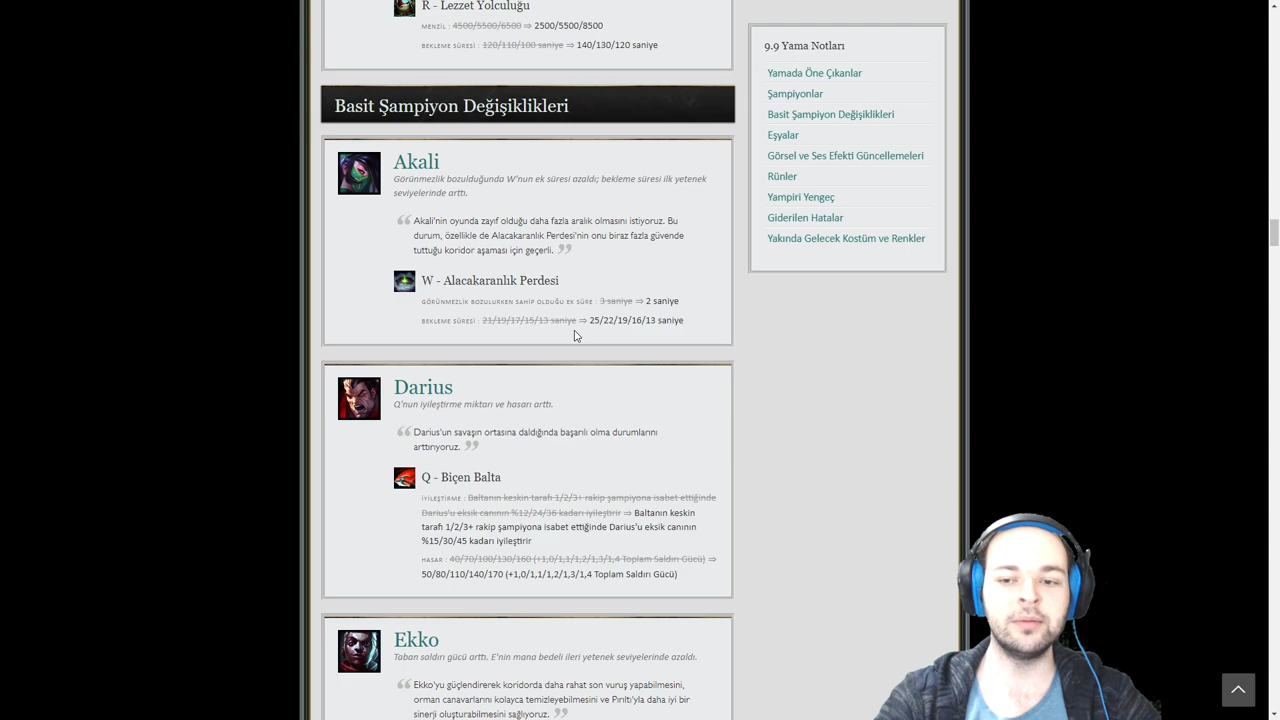 R - Lezzet Yolculuğu
MENZİL : 4500/5500/6500 ⇒ 2500/5500/8500
BEKLEME SÜRESİ : 120/110/100 saniye ⇒ 140/130/120 saniye
Basit Şampiyon Değişiklikleri
Akali
Görünmezlik bozulduğunda W'nun ek süresi azaldı; bekleme süresi ilk yetenek
seviyelerinde arttı.
Akali'nin oyunda zayıf olduğu daha fazla aralık olmasını istiyoruz. Bu
durum, özellikle de Alacakaranlık Perdesi'nin onu biraz fazla güvende
tuttuğu koridor aşaması için geçerli.
W - Alacakaranlık Perdesi
GÖRÜNMEZLİK BOZULURKEN SAHİP OLDUĞU EK SÜRE : 3 saniye ⇒ 2 saniye
BEKLEME SÜRESİ : 21/19/17/15/13 saniye ⇒ 25/22/19/16/13 saniye
Darius
Q'nun iyileştirme miktarı ve hasarı arttı.
Darius'un savaşın ortasına daldığında başarılı olma durumlarını
arttırıyoruz.
Q - Biçen Balta
İYİLEŞTİRME : Baltanın keskin tarafı 1/2/3+ rakip şampiyona isabet ettiğinde
Darius'u eksik canının %12/24/36 kadarı iyileştirir ⇒ Baltanın keskin
tarafı 1/2/3+ rakip şampiyona isabet ettiğinde Darius'u eksik canının
%15/30/45 kadarı iyileştirir
HASAR : 40/70/100/130/160 (+1,0/1,1/1,2/1,3/1,4 Toplam Saldırı Gücü) ⇒
50/80/110/140/170 (+1,0/1,1/1,2/1,3/1,4 Toplam Saldırı Gücü)
Ekko
Taban saldırı gücü arttı. E'nin mana bedeli ileri yetenek seviyelerinde azaldı.
Ekko'yu güçlendirerek koridorda daha rahat son vuruş yapabilmesini,
orman canavarlarını kolayca temizleyebilmesini ve Pırıltı'yla daha iyi bir
sinerji oluşturabilmesini sağlıyoruz.
9.9 Yama Notları
Yamada Öne Çıkanlar
Şampiyonlar
Basit Şampiyon Değişiklikleri
Eşyalar
Görsel ve Ses Efekti Güncellemeleri
Rünler
Yampiri Yengeç
Giderilen Hatalar
Yakında Gelecek Kostüm ve Renkler